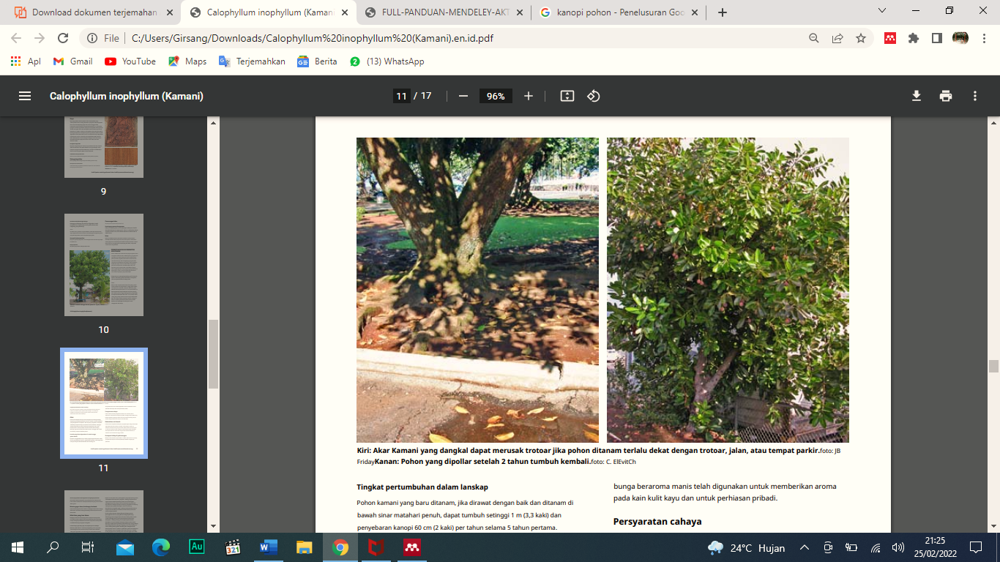 Download dokumen terjemahan
Calophyllum inophyllum (Kamani
FULL-PANDUAN-MENDELEY-AKT
kanopi pohon - Penelusuran Goo
File
C:/Users/Girsang/Downloads/Calophyllum%20inophyllum%20(Kamani).en.id.pdf
Apl
Gmail
YouTube
Maps
Terjemahkan
Berita
(13) WhatsApp
Calophyllum inophyllum (Kamani)
11 / 17
96%
9
10
11
Kiri: Akar Kamani yang dangkal dapat merusak trotoar jika pohon ditanam terlalu dekat dengan trotoar, jalan, atau tempat parkir.foto: JB
FridayKanan: Pohon yang dipollar setelah 2 tahun tumbuh kembali.foto: C. ElEvitCh
Tingkat pertumbuhan dalam lanskap
Pohon kamani yang baru ditanam, jika dirawat dengan baik dan ditanam di
bawah sinar matahari penuh, dapat tumbuh setinggi 1 m (3,3 kaki) dan
penyebaran kanopi 60 cm (2 kaki) per tahun selama 5 tahun pertama.
bunga beraroma manis telah digunakan untuk memberikan aroma
pada kain kulit kayu dan untuk perhiasan pribadi.
Persyaratan cahaya
24°C Hujan
21:25
25/02/2022